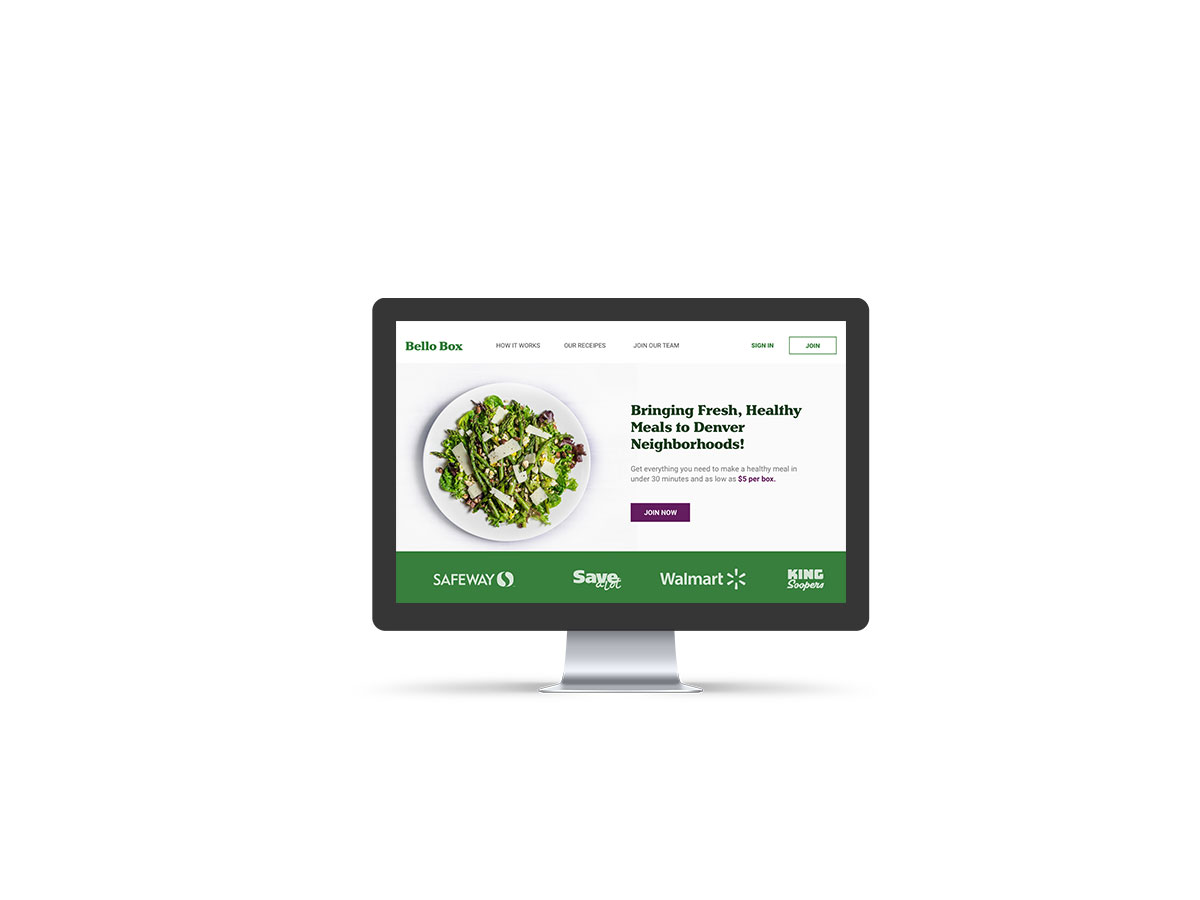 Bello Box HOW IT WORKS OUR RECEIPES JOIN OUR TEAM SIGN IN JOIN
Bringing Fresh, Healthy
Meals to Denver
Neighborhoods!
Get everything you need to make a healthy meal in
under 30 minutes and as low as $5 per box.
JOIN NOW
SAFEWAY Save a lot Walmart KING Soopers